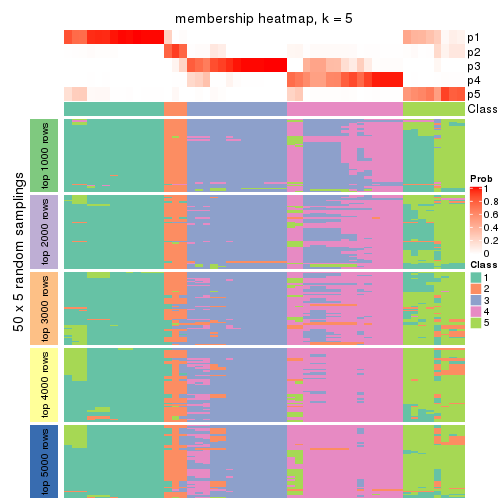 membership heatmap, k = 5
p1
p2
p3
p4
p5
Class
50 x 5 random samplings
top 1000 rows
top 2000 rows
top 3000 rows
top 4000 rows
top 5000 rows
Prob
1
0.8
0.6
0.4
0.2
0
Class
1
2
3
4
5